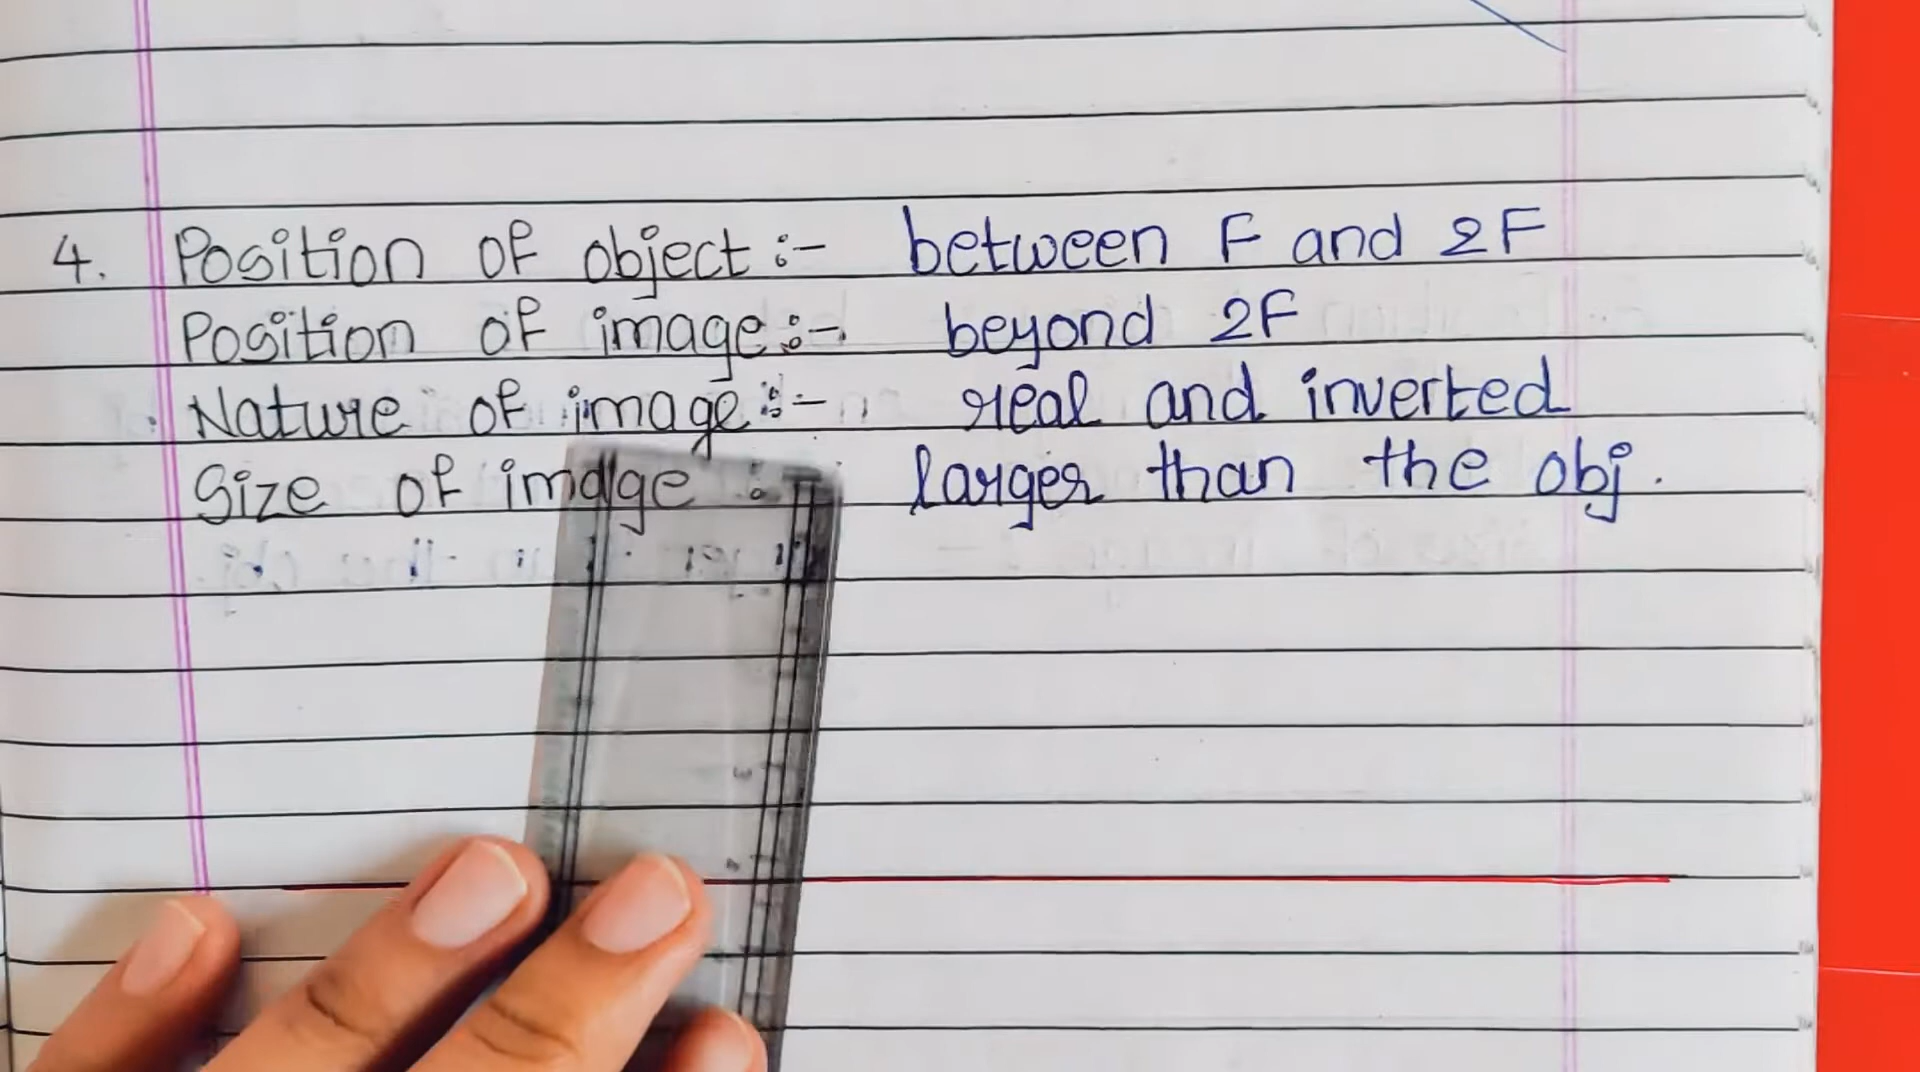 4. Position of object :- between F and 2F
Position of image :- beyond 2F
Nature of image :- real and inverted
Size of image : larger than the obj.